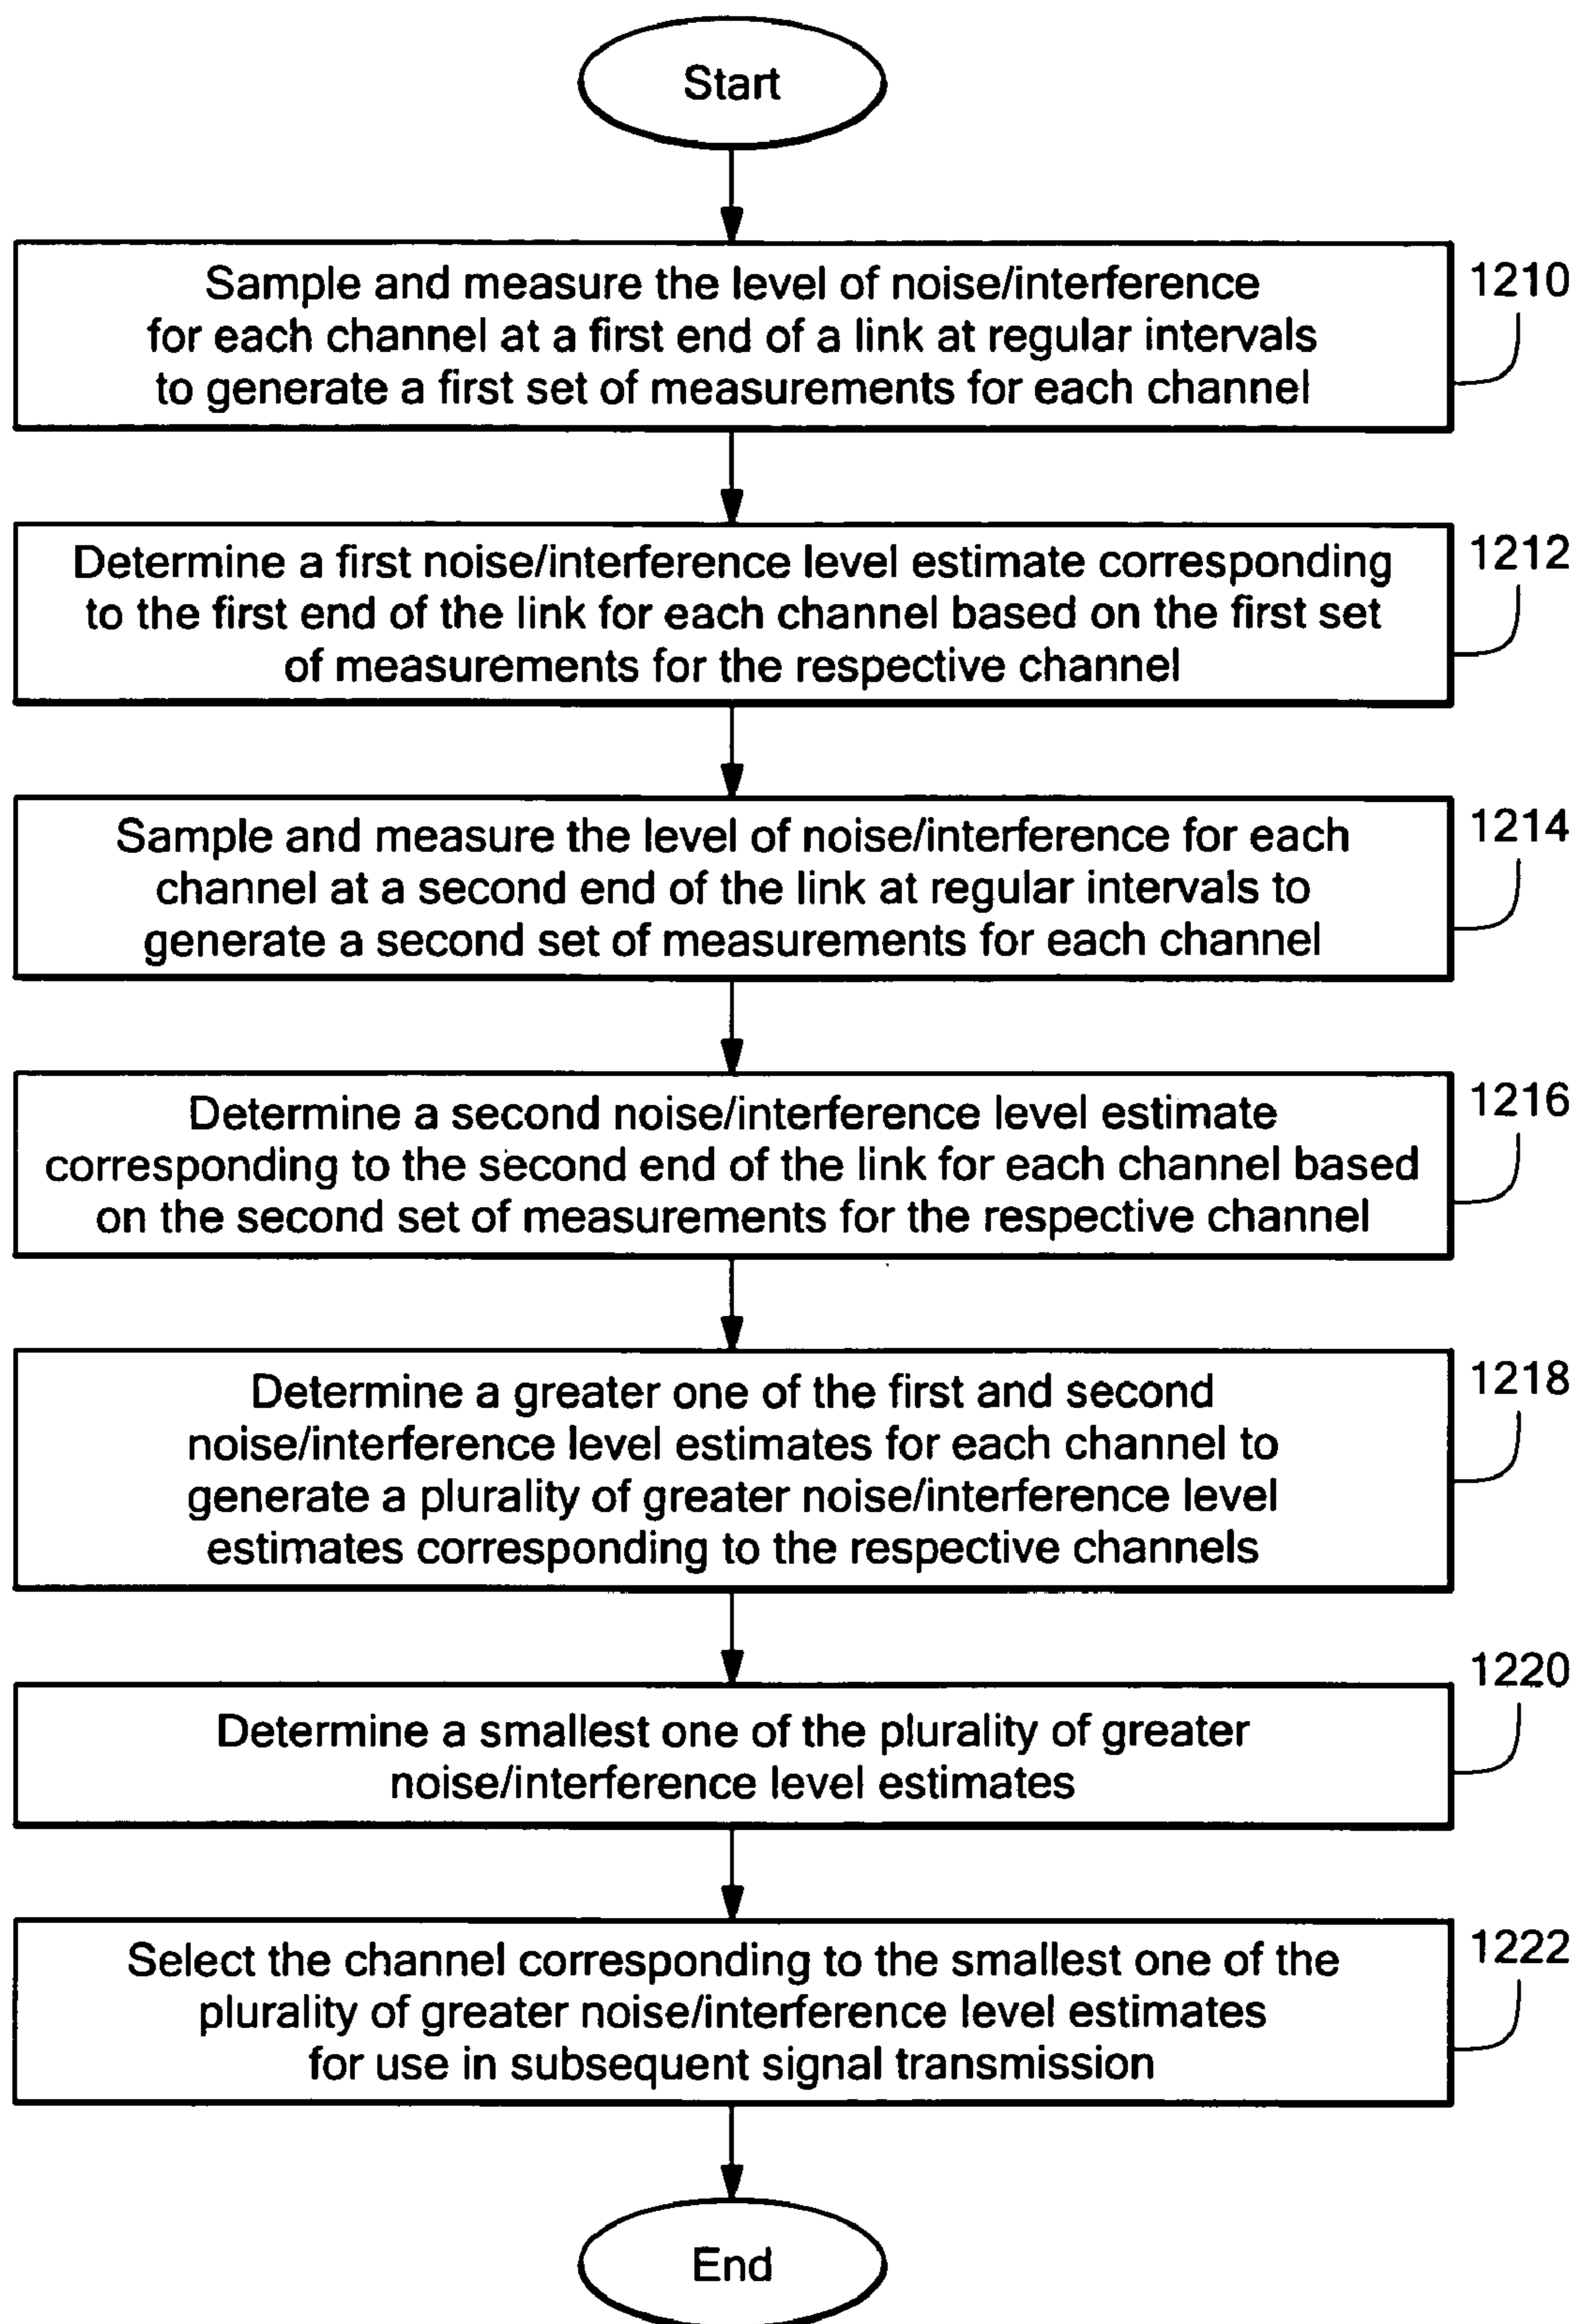 Start
Sample and measure the level of noise/interference
for each channel at a first end of a link at regular intervals
to generate a first set of measurements for each channel
1210
Determine a first noise/interference level estimate corresponding
to the first end of the link for each channel based on the first set
of measurements for the respective channel
1212
Sample and measure the level of noise/interference for each
channel at a second end of the link at regular intervals to
generate a second set of measurements for each channel
1214
Determine a second noise/interference level estimate
corresponding to the second end of the link for each channel based
on the second set of measurements for the respective channel
1216
Determine a greater one of the first and second
noise/interference level estimates for each channel to
generate a plurality of greater noise/interference level
estimates corresponding to the respective channels
1218
Determine a smallest one of the plurality of greater
noise/interference level estimates
1220
Select the channel corresponding to the smallest one of the
plurality of greater noise/interference level estimates
for use in subsequent signal transmission
1222
End